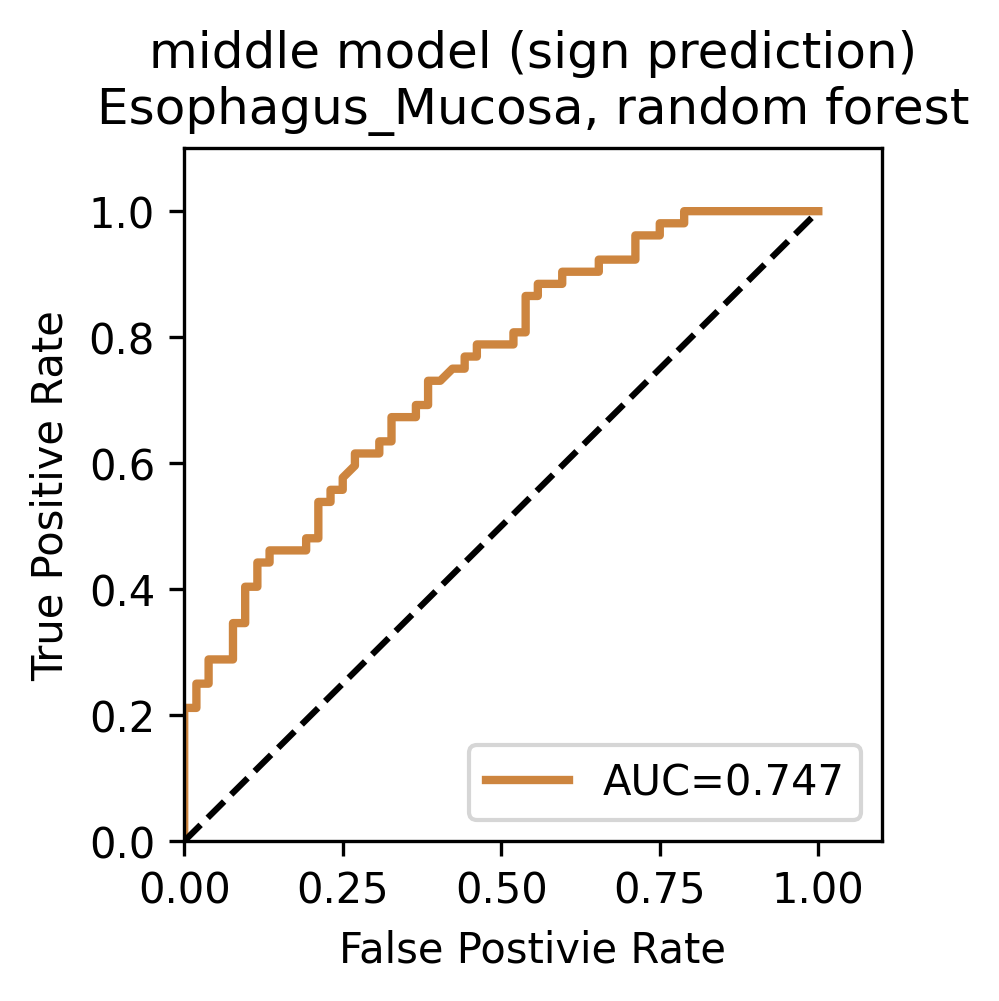 middle model (sign prediction)
Esophagus_Mucosa, random forest
1.0
0.8
0.6
0.4
0.2
0.0
True Positive Rate
AUC=0.747
0.00 0.25 0.50 0.75 1.00
False Postivie Rate